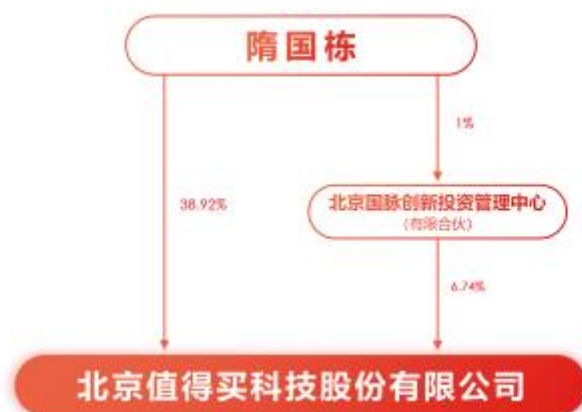 隋国栋
1%
38.92%
北京国脉创新投资管理中心
(有限合伙)
6.74%
北京值得买科技股份有限公司